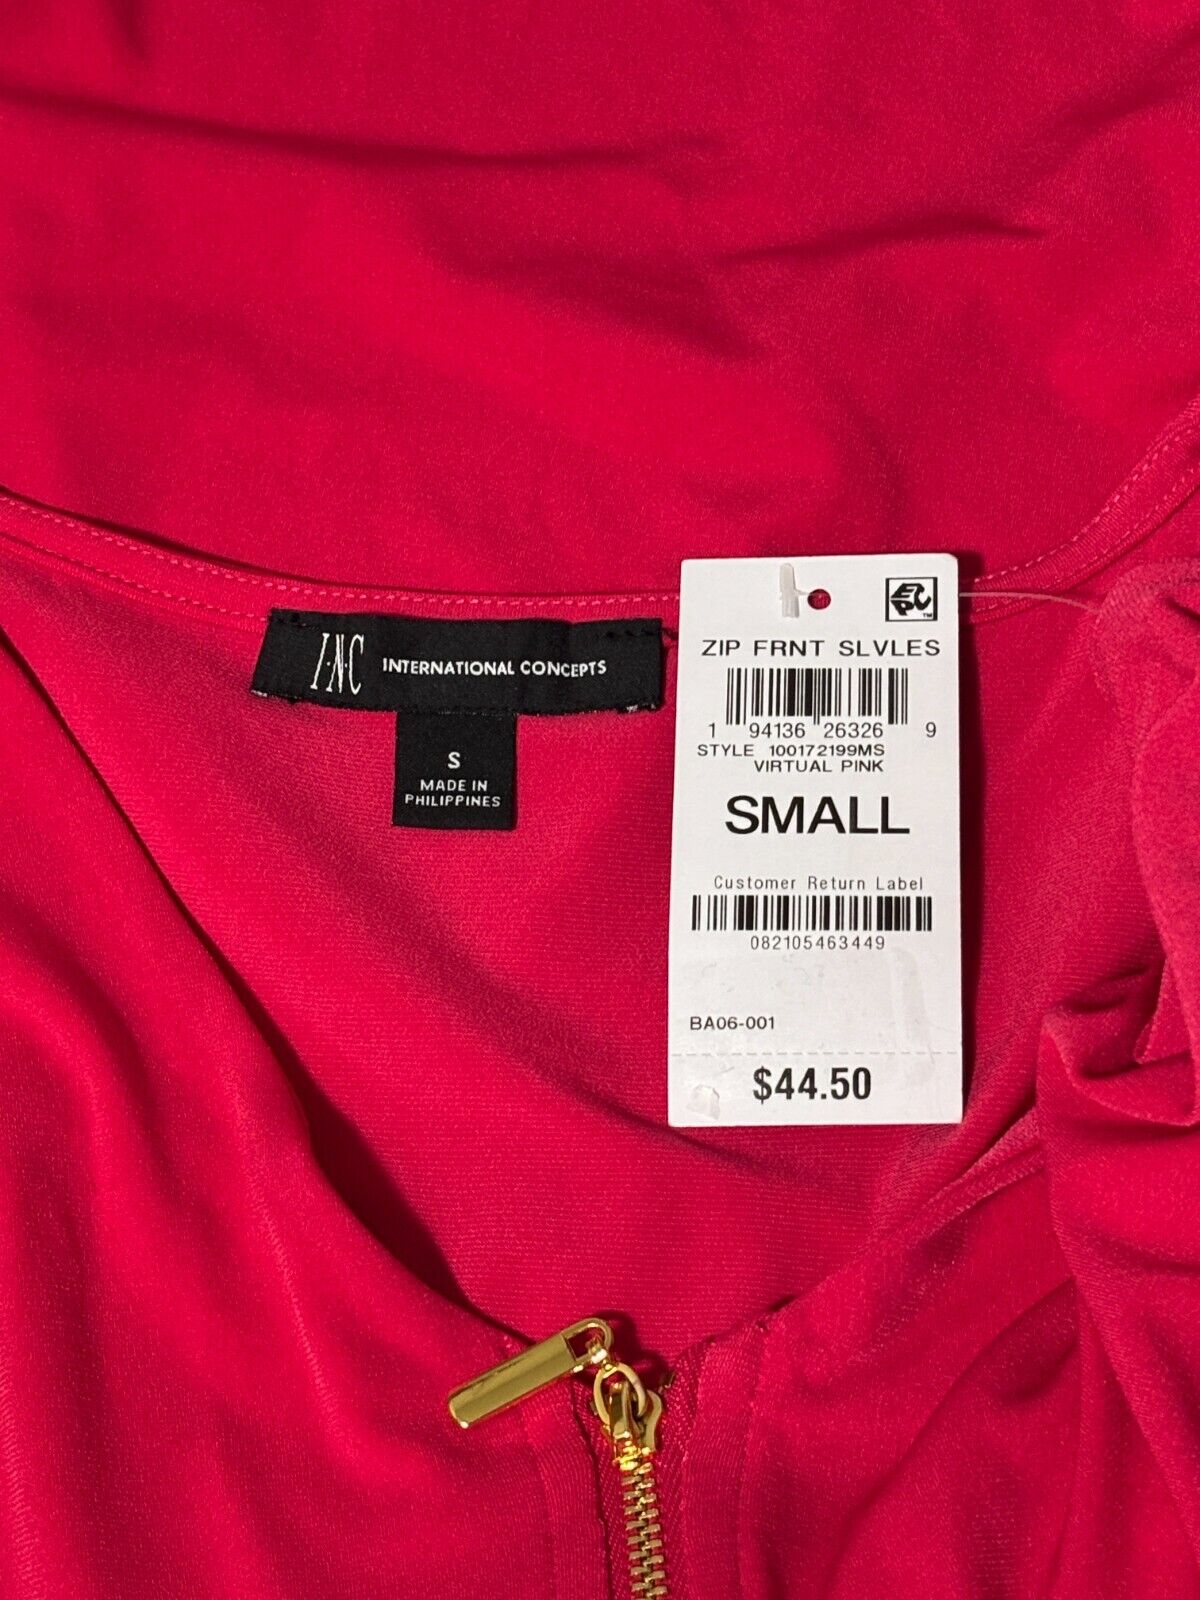 I·N·C INTERNATIONAL CONCEPTS
S
MADE IN
PHILIPPINES
EPC™
ZIP FRNT SLVLES
1 94136 26326 9
STYLE 100172199MS
VIRTUAL PINK
SMALL
Customer Return Label
082105463449
BA06-001
$44.50